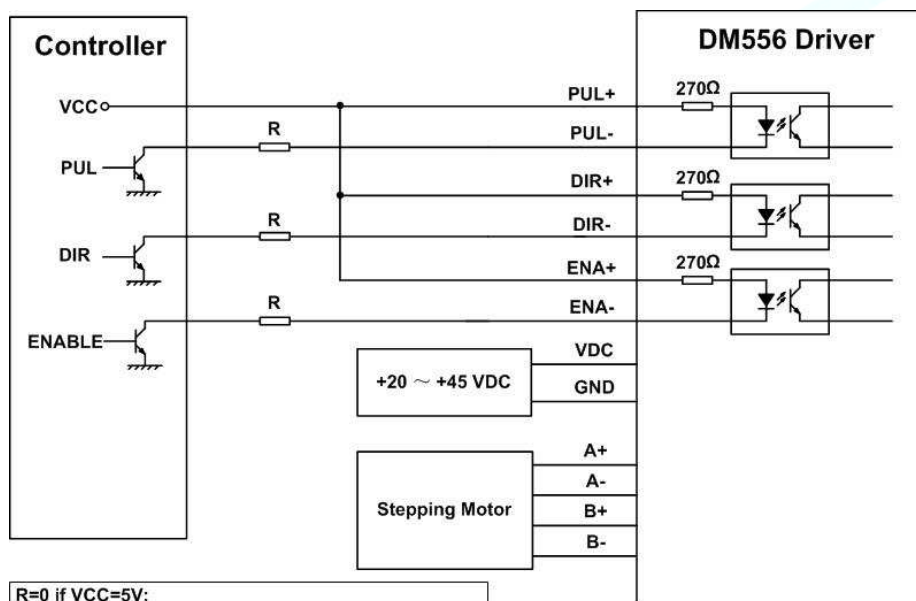 Controller
DM556 Driver
VCC
PUL+
270Ω
R
PUL-
PUL
DIR+
270Ω
R
DIR-
DIR
ENA+
270Ω
R
ENA-
ENABLE
VDC
+20 ~ +45 VDC
GND
A+
A-
Stepping Motor
B+
B-
R=0 if VCC=5V;